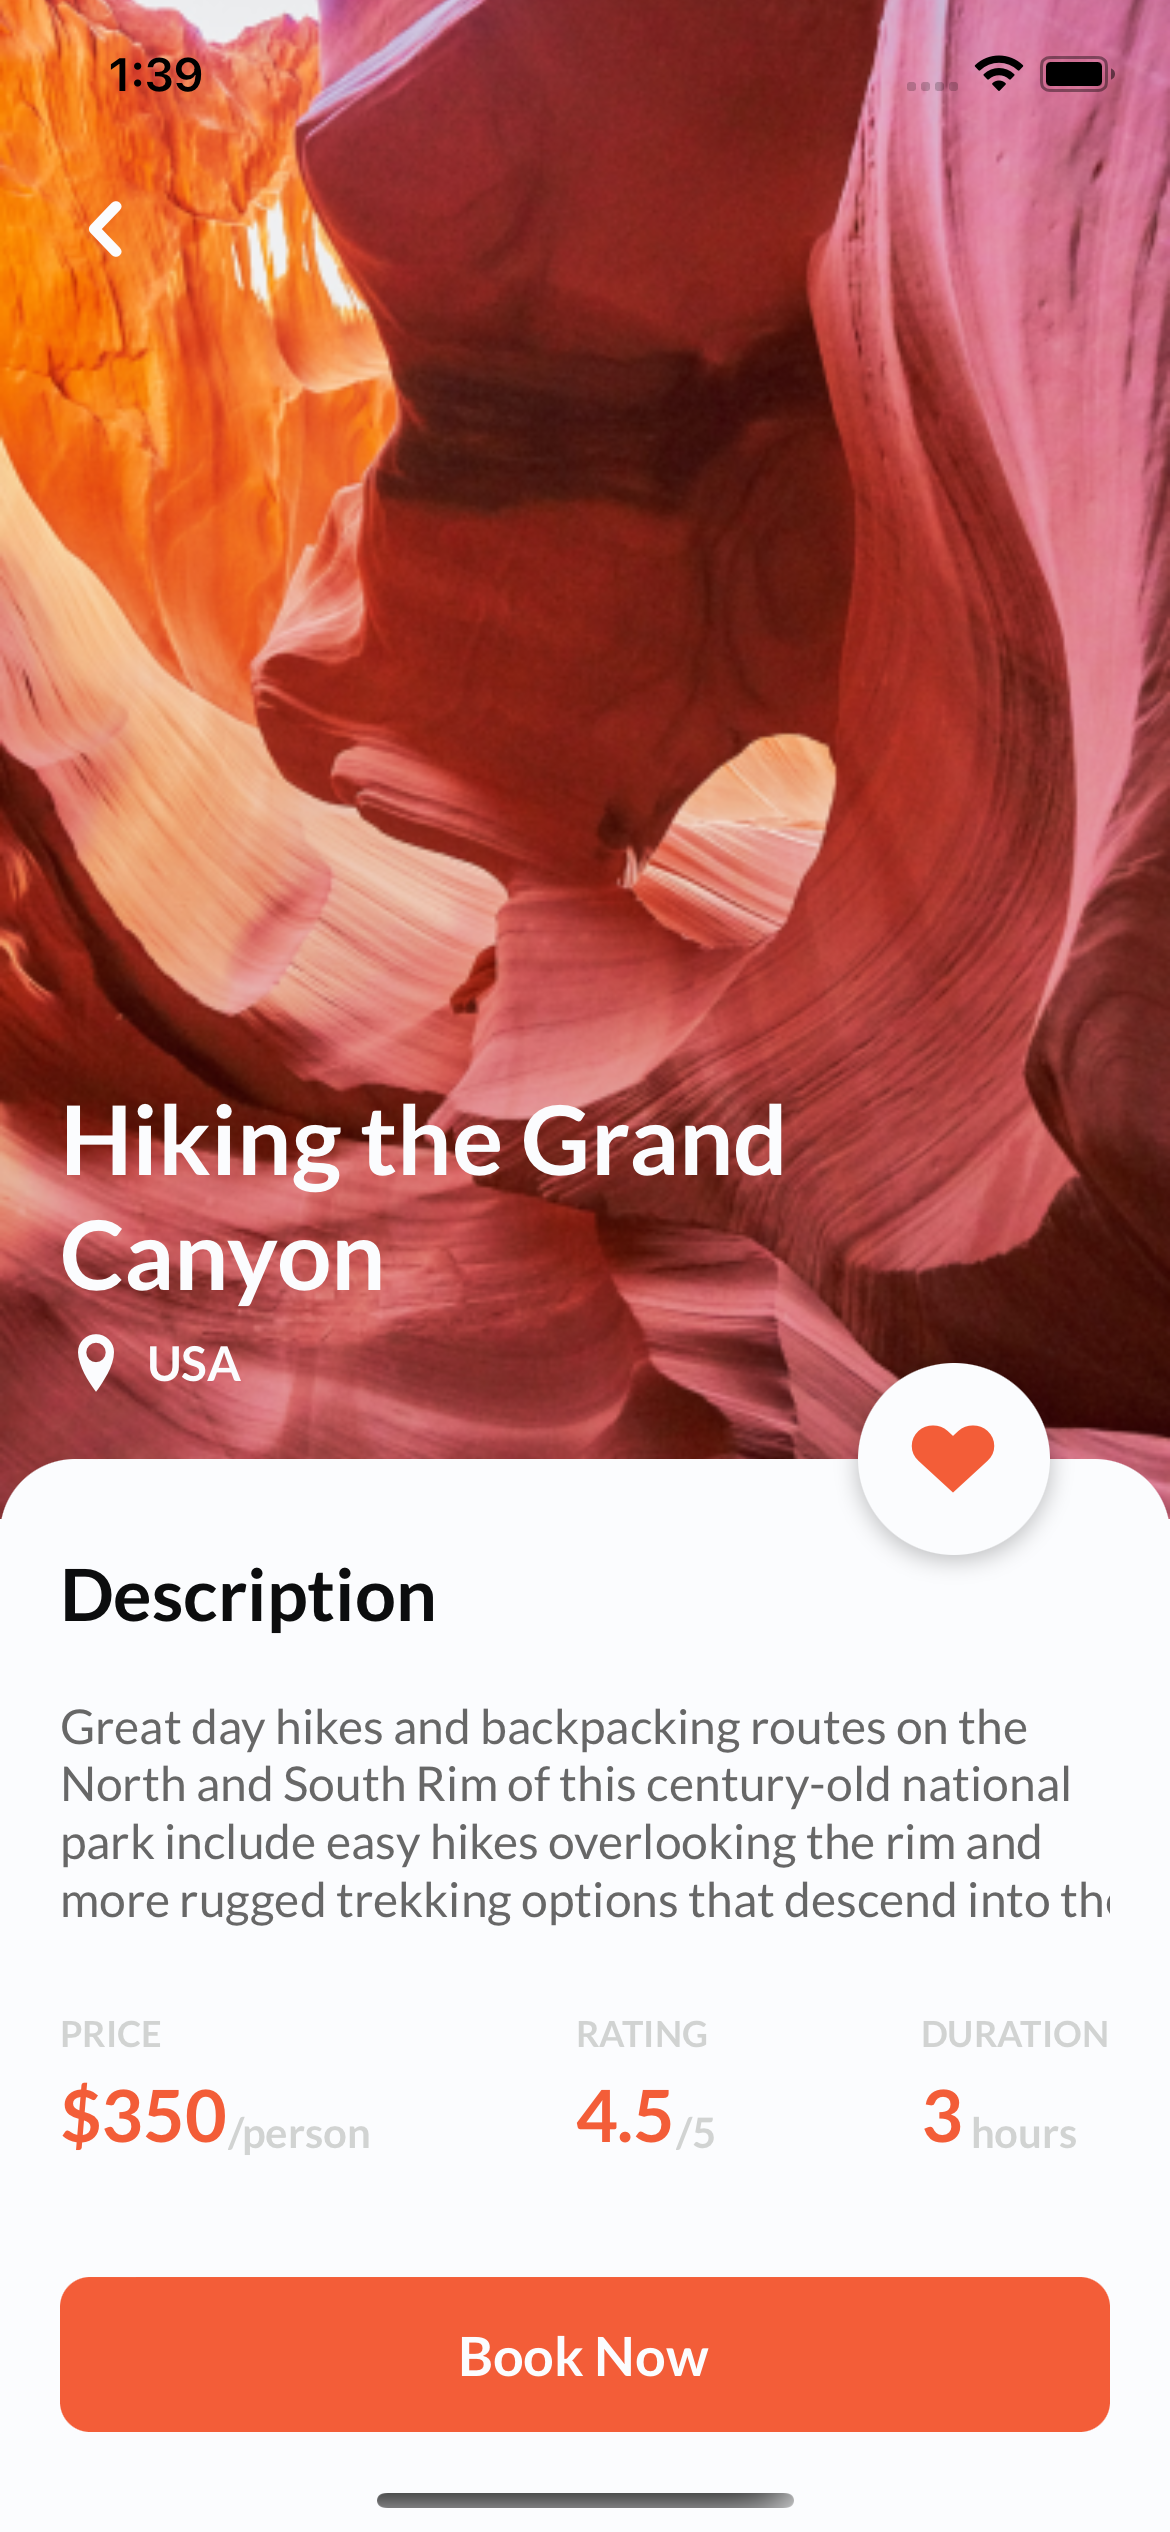 1:39
Hiking the Grand
Canyon
USA
Description
Great day hikes and backpacking routes on the
North and South Rim of this century-old national
park include easy hikes overlooking the rim and
more rugged trekking options that descend into the
PRICE RATING DURATION
$350/person 4.5/5 3 hours
Book Now